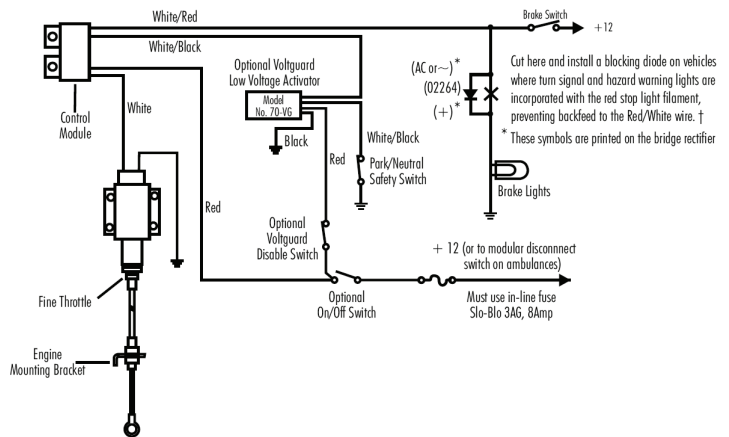 White/Red
Brake Switch
+12
White/Black
Optional Voltguard
Low Voltage Activator
Model
No. 70-VG
(AC or~)*
(02264)
(+)*
Cut here and install a blocking diode on vehicles
where turn signal and hazard warning lights are
incorporated with the red stop light filament,
preventing backfeed to the Red/White wire. †
* These symbols are printed on the bridge rectifier
Control
Module
White
Black
White/Black
Red
Park/Neutral
Safety Switch
Brake Lights
Red
Optional
Voltguard
Disable Switch
+ 12 (or to modular disconnnect
switch on ambulances)
Fine Throttle
Optional
On/Off Switch
Must use in-line fuse
Slo-Blo 3AG, 8Amp
Engine
Mounting Bracket